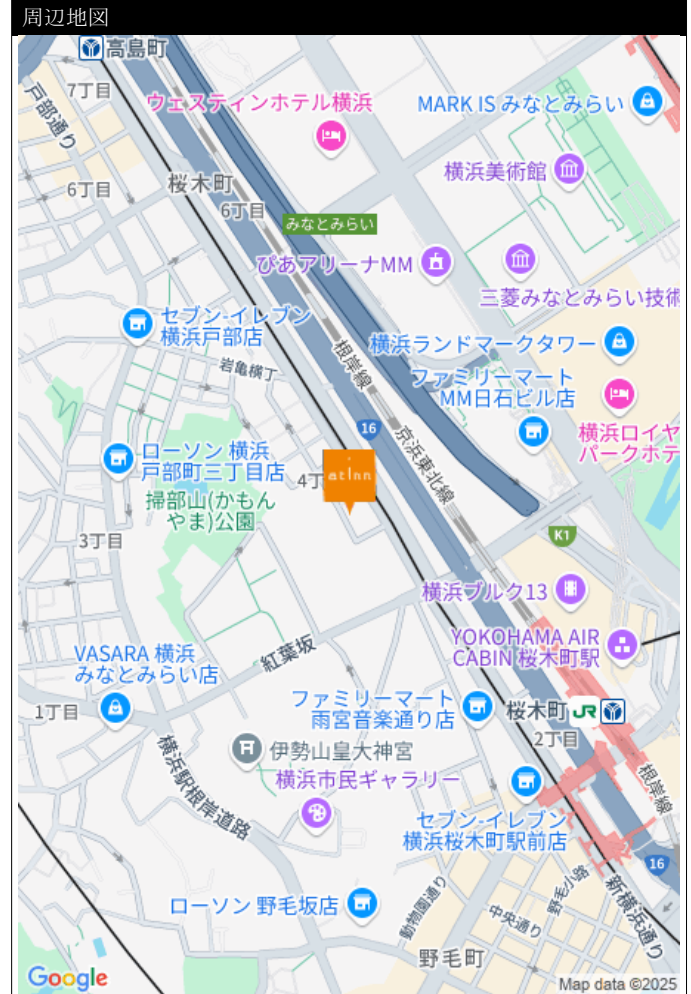 周辺地図
高島町
7丁目
戸部通り
ウェスティンホテル横浜
MARK IS みなとみらい
横浜美術館
桜木町
6丁目
6丁目
みなとみらい
ぴあアリーナMM
三菱みなとみらい技術
セブン-イレブン
横浜戸部店
根岸線
横浜ランドマークタワー
岩亀横丁
ファミリーマート
MM日石ビル店
16
京浜東北線
横浜ロイヤ
パークホテ
ローソン 横浜
戸部町三丁目店
4丁
at inn
掃部山(かもん
やま)公園
3丁目
K1
横浜ブルク13
YOKOHAMA AIR
CABIN 桜木町駅
紅葉坂
VASARA 横浜
みなとみらい店
1丁目
ファミリーマート
雨宮音楽通り店
桜木町 JR
2丁目
伊勢山皇大神宮
横浜駅根岸道路
横浜市民ギャラリー
根岸線
セブン-イレブン
横浜桜木町駅前店
16
ローソン 野毛坂店
動物園通り
野毛小路
中央通り
新横浜通り
野毛町
Google
Map data ©2025